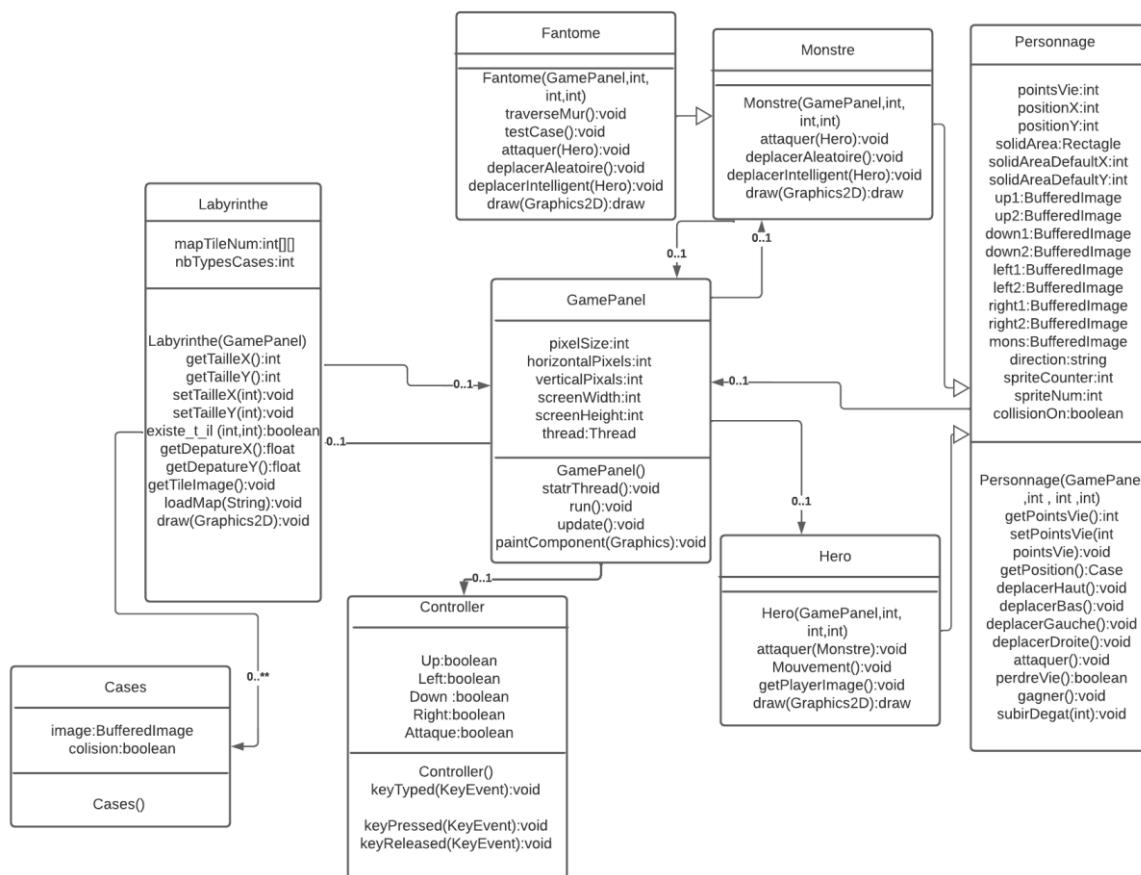 Fantome
Fantome(GamePanel,int,
int,int)
traverseMur():void
testCase():void
attaquer(Hero):void
deplacerAleatoire():void
deplacerIntelligent(Hero):void
draw(Graphics2D):draw
Monstre
Monstre(GamePanel,int,
int,int)
attaquer(Hero):void
deplacerAleatoire():void
deplacerIntelligent(Hero):void
draw(Graphics2D):draw
Personnage
pointsVie:int
positionX:int
positionY:int
solidArea:Rectagle
solidAreaDefaultX:int
solidAreaDefaultY:int
up1:BufferedImage
up2:BufferedImage
down1:BufferedImage
down2:BufferedImage
left1:BufferedImage
left2:BufferedImage
right1:BufferedImage
right2:BufferedImage
mons:BufferedImage
direction:string
spriteCounter:int
spriteNum:int
collisionOn:boolean
Personnage(GamePanel
,int , int ,int)
getPointsVie():int
setPointsVie(int
pointsVie):void
getPosition():Case
deplacerHaut():void
deplacerBas():void
deplacerGauche():void
deplacerDroite():void
attaquer():void
perdreVie():boolean
gagner():void
subirDegat(int):void
Labyrinthe
mapTileNum:int[][]
nbTypesCases:int
Labyrinthe(GamePanel)
getTailleX():int
getTailleY():int
setTailleX(int):void
setTailleY(int):void
existe_t_il (int,int):boolean
getDepatureX():float
getDepatureY():float
getTileImage():void
loadMap(String):void
draw(Graphics2D):void
0..1
0..1
GamePanel
pixelSize:int
horizontalPixels:int
verticalPixals:int
screenWidth:int
screenHeight:int
thread:Thread
GamePanel()
statrThread():void
run():void
update():void
paintComponent(Graphics):void
0..1
0..1
0..1
0..1
0..1
0..**
Hero
Hero(GamePanel,int,
int,int)
attaquer(Monstre):void
Mouvement():void
getPlayerImage():void
draw(Graphics2D):draw
Controller
Up:boolean
Left:boolean
Down :boolean
Right:boolean
Attaque:boolean
Controller()
keyTyped(KeyEvent):void
keyPressed(KeyEvent):void
keyReleased(KeyEvent):void
Cases
image:BufferedImage
colision:boolean
Cases()